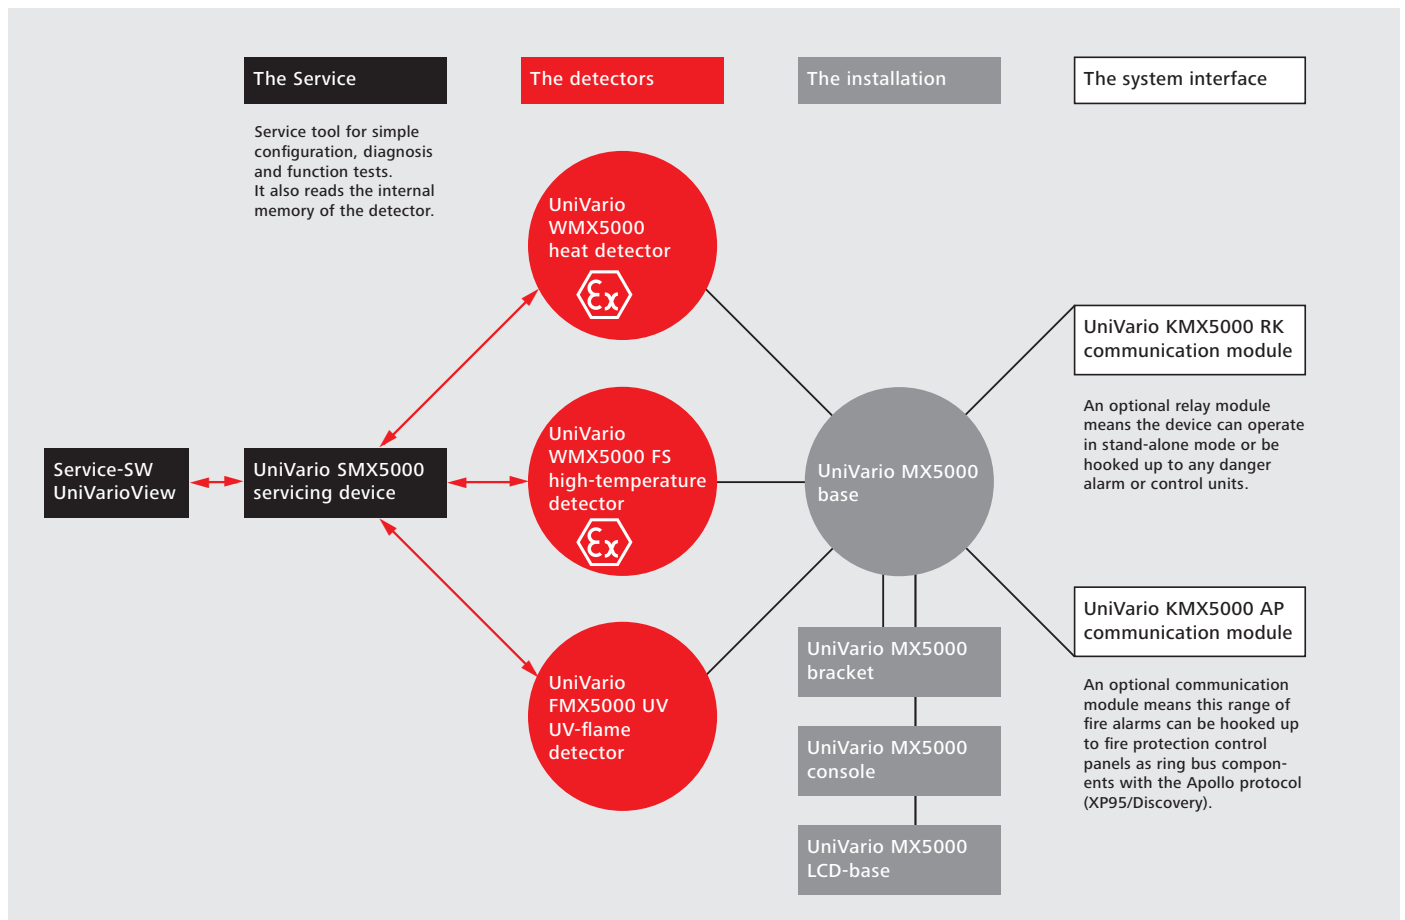 The Service
The detectors
The installation
The system interface
Service tool for simple
configuration, diagnosis
and function tests.
It also reads the internal
memory of the detector.
UniVario
WMX5000
heat detector
Ex
UniVario
WMX5000 FS
high-temperature
detector
Ex
UniVario
FMX5000 UV
UV-flame
detector
Service-SW
UniVarioView
UniVario SMX5000
servicing device
UniVario MX5000
base
UniVario MX5000
bracket
UniVario MX5000
console
UniVario MX5000
LCD-base
UniVario KMX5000 RK
communication module
An optional relay module
means the device can operate
in stand-alone mode or be
hooked up to any danger
alarm or control units.
UniVario KMX5000 AP
communication module
An optional communication
module means this range of
fire alarms can be hooked up
to fire protection control
panels as ring bus compon-
ents with the Apollo protocol
(XP95/Discovery).